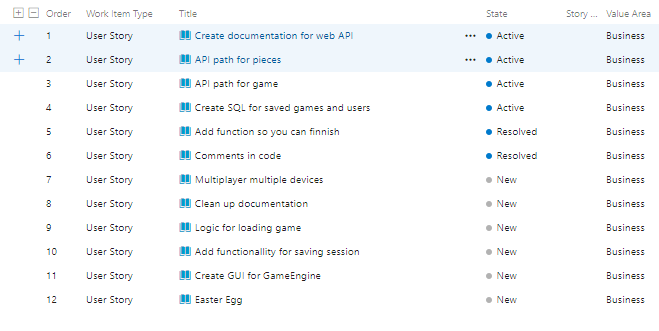 Order Work Item Type Title State Story ... Value Area
1 User Story Create documentation for web API ... Active Business
2 User Story API path for pieces ... Active Business
3 User Story API path for game Active Business
4 User Story Create SQL for saved games and users Active Business
5 User Story Add function so you can finnish Resolved Business
6 User Story Comments in code Resolved Business
7 User Story Multiplayer multiple devices New Business
8 User Story Clean up documentation New Business
9 User Story Logic for loading game New Business
10 User Story Add functionallity for saving session New Business
11 User Story Create GUI for GameEngine New Business
12 User Story Easter Egg New Business